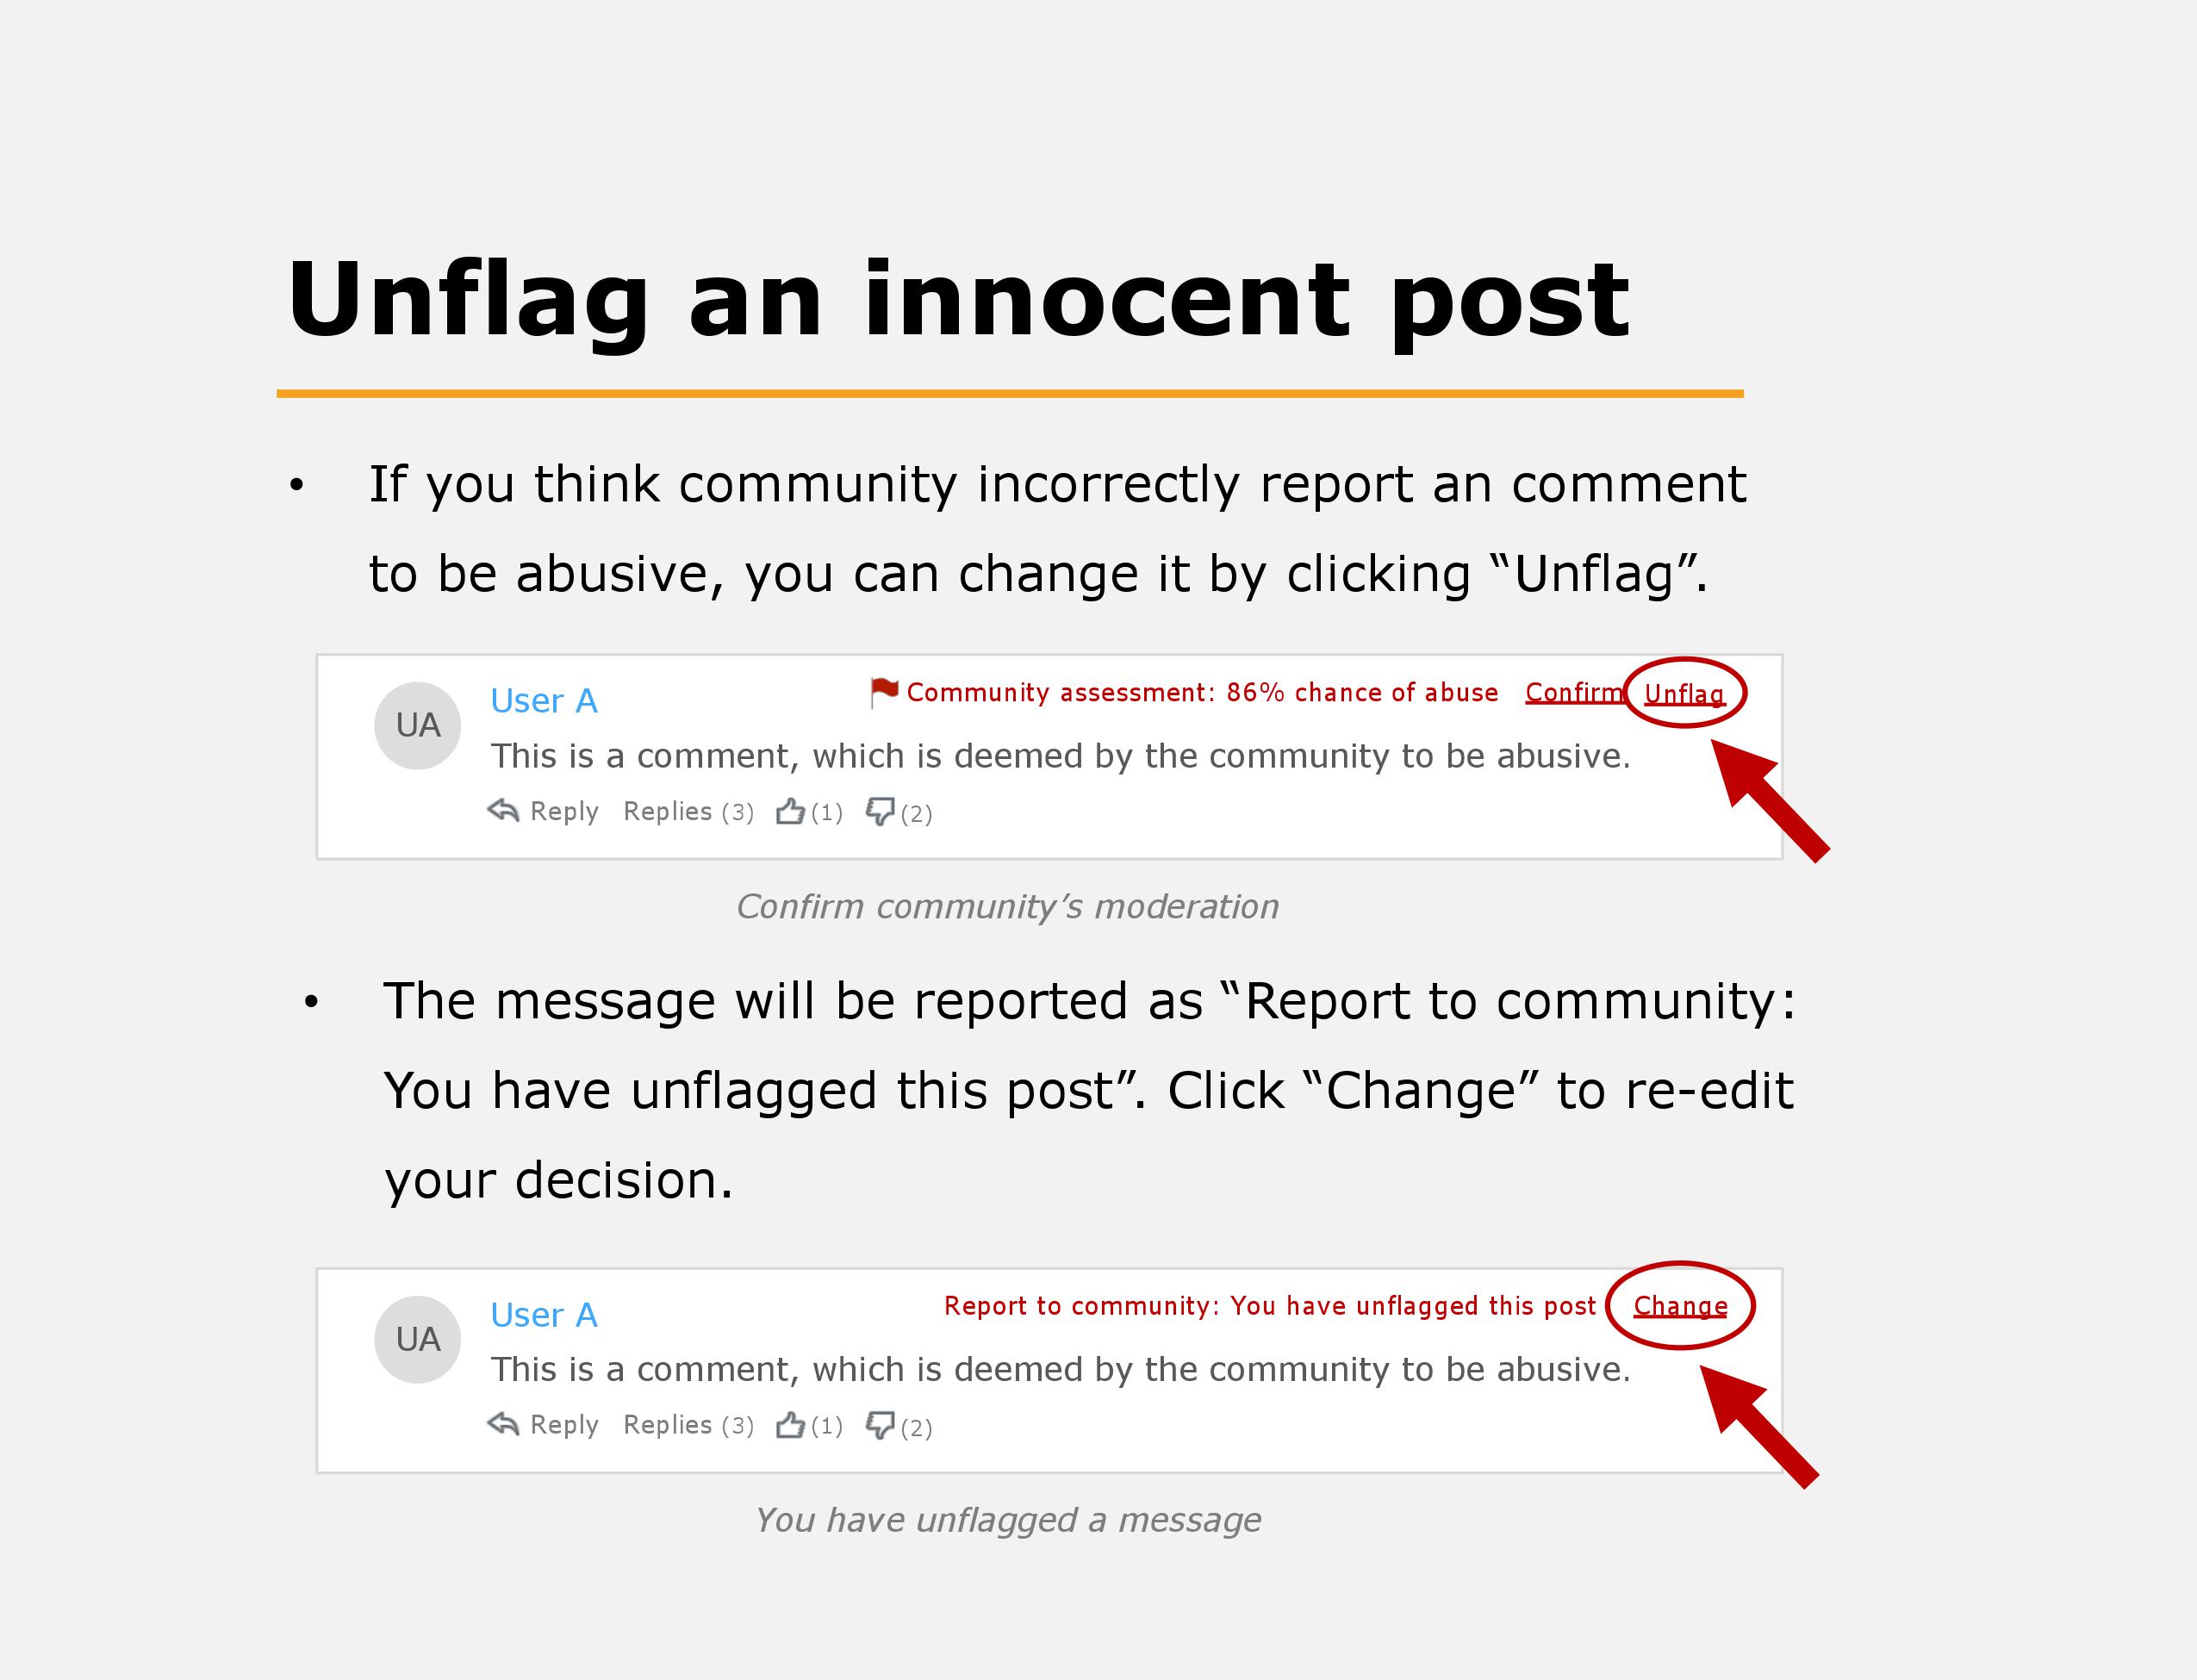 Unflag an innocent post
• If you think community incorrectly report an comment
to be abusive, you can change it by clicking “Unflag”.
User A
Community assessment: 86% chance of abuse Confirm Unflag
UA
This is a comment, which is deemed by the community to be abusive.
Reply Replies (3) (1) (2)
Confirm community’s moderation
• The message will be reported as “Report to community:
You have unflagged this post”. Click “Change” to re-edit
your decision.
User A
Report to community: You have unflagged this post Change
UA
This is a comment, which is deemed by the community to be abusive.
Reply Replies (3) (1) (2)
You have unflagged a message